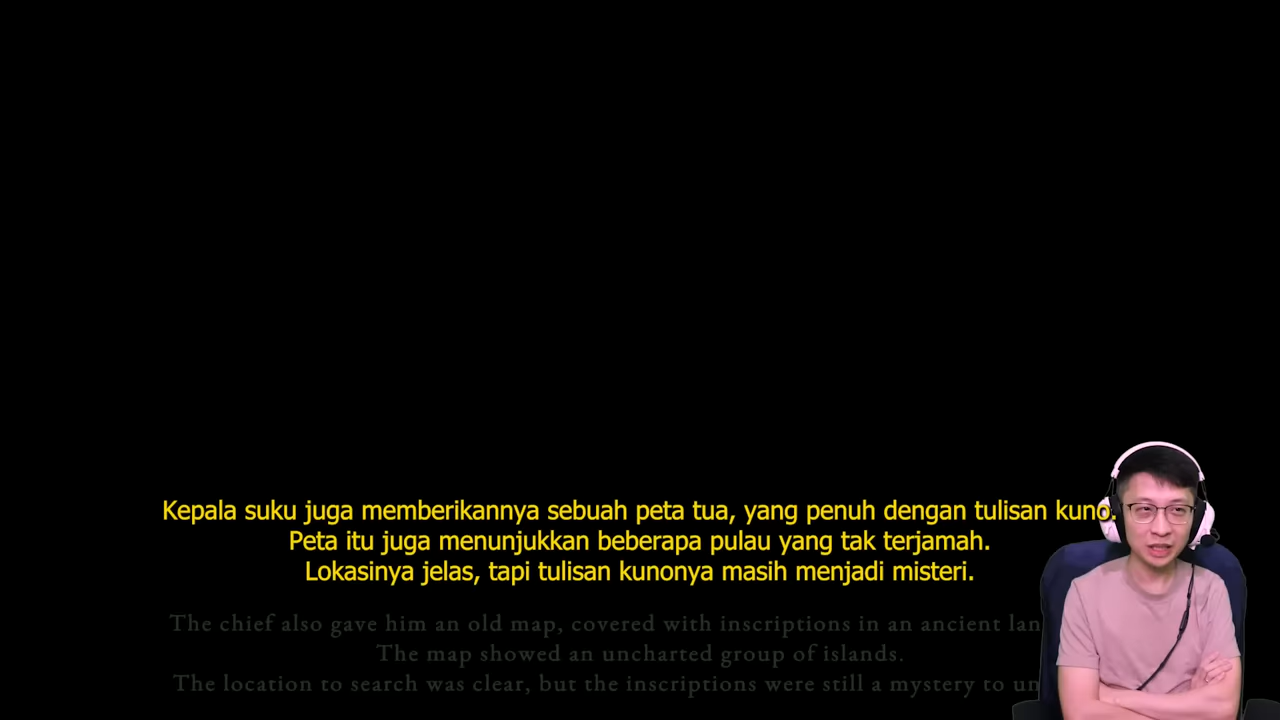 Kepala suku juga memberikannya sebuah peta tua, yang penuh dengan tulisan kuno.
Peta itu juga menunjukkan beberapa pulau yang tak terjamah.
Lokasinya jelas, tapi tulisan kunonya masih menjadi misteri.
The chief also gave him an old map, covered with inscriptions in an ancient
The map showed an uncharted group of islands.
The location to search was clear, but the inscriptions were still a mystery to